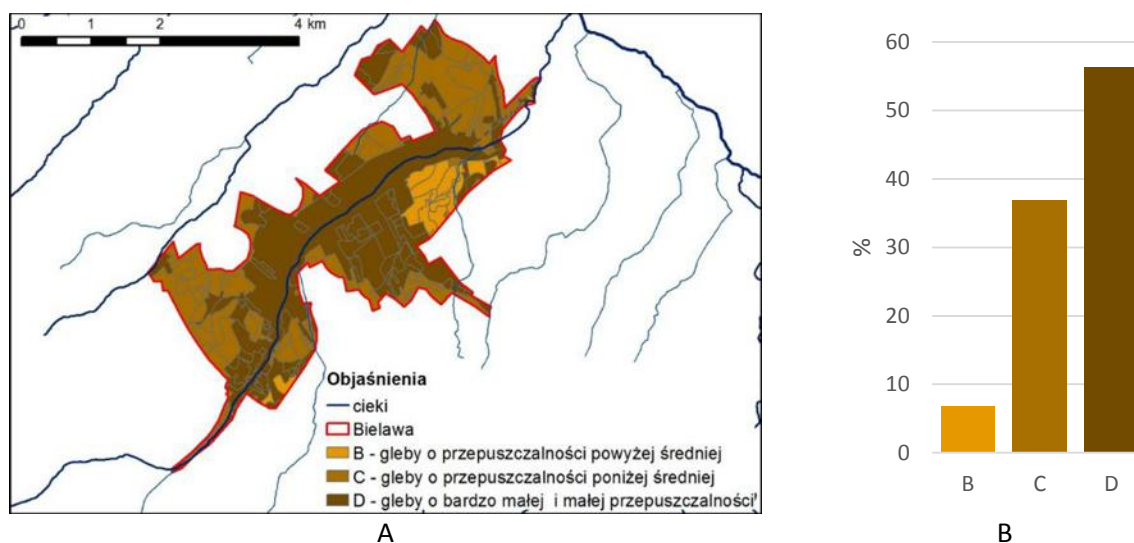 0 1 2 4 km
Objaśnienia
cieki
Bielawa
B - gleby o przepuszczalności powyżej średniej
C - gleby o przepuszczalności poniżej średniej
D - gleby o bardzo małej i małej przepuszczalności
A
60
50
40
30
20
10
0
%
B C D
B